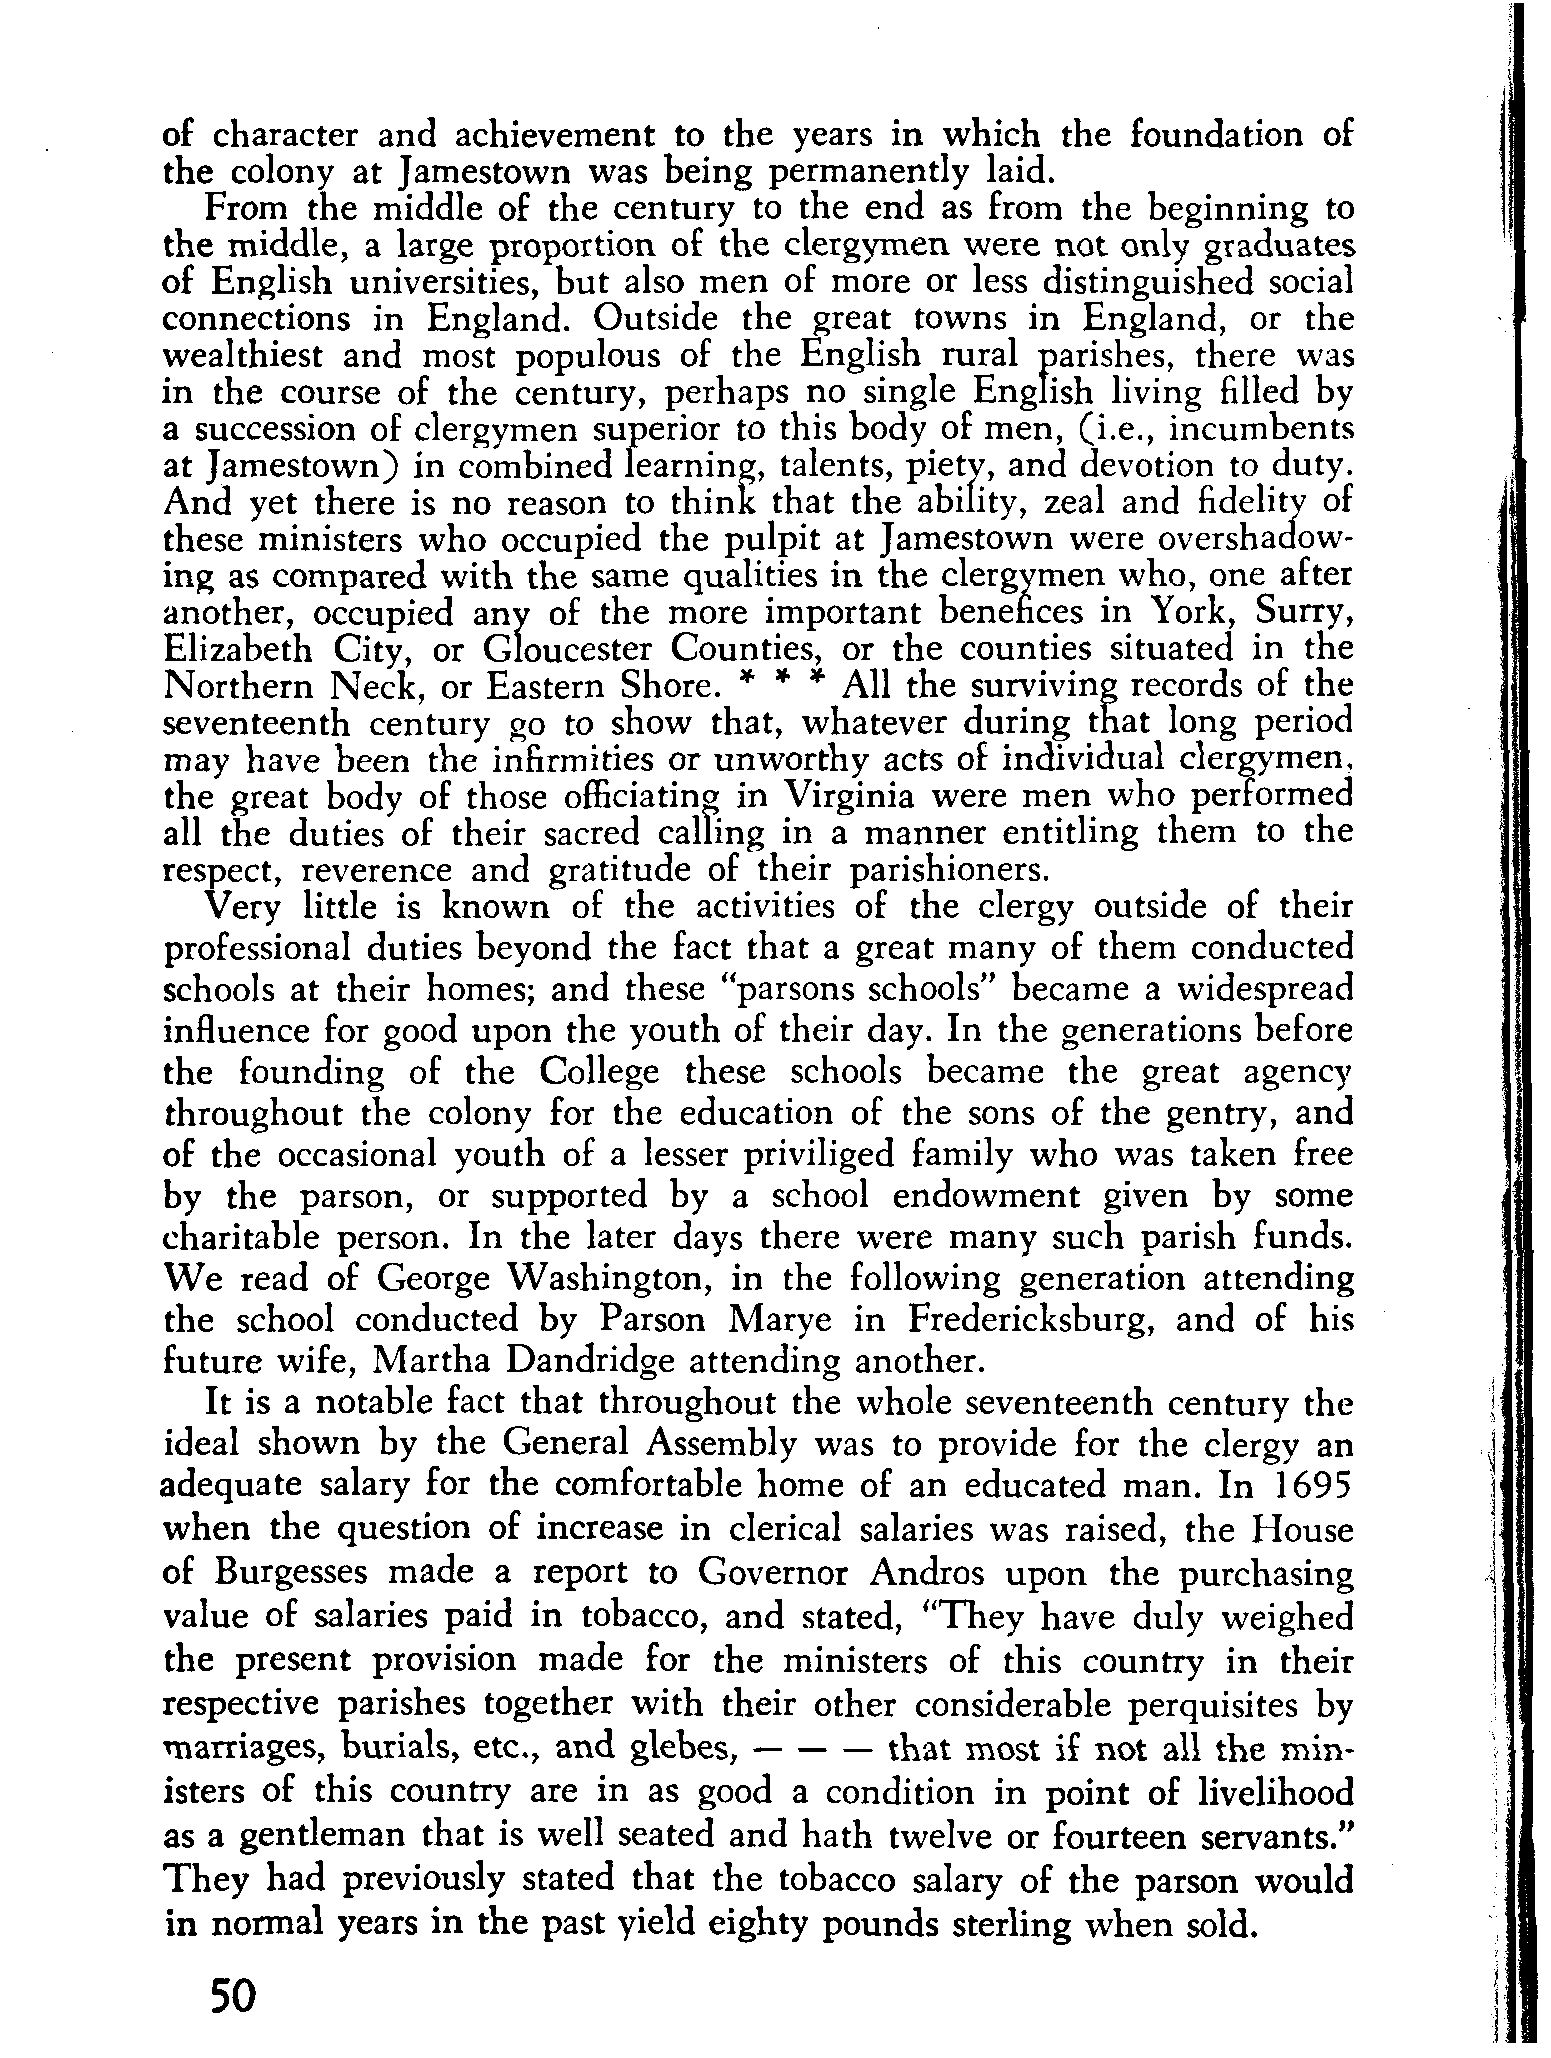 of character and achievement to the years in which the foundation of
the colony at Jamestown was being permanently laid.
From the middle of the century to the end as from the beginning to
the middle, a large proportion of the clergymen were not only graduates
of English universities, but also men of more or less distinguished social
connections in England. Outside the great towns in England, or the
wealthiest and most populous of the English rural parishes, there was
in the course of the century, perhaps no single English living filled by
a succession of clergymen superior to this body of men, (i.e., incumbents
at Jamestown) in combined learning, talents, piety, and devotion to duty.
And yet there is no reason to think that the ability, zeal and fidelity of
these ministers who occupied the pulpit at Jamestown were overshadow-
ing as compared with the same qualities in the clergymen who, one after
another, occupied any of the more important benefices in York, Surry,
Elizabeth City, or Gloucester Counties, or the counties situated in the
Northern Neck, or Eastern Shore. * * * All the surviving records of the
seventeenth century go to show that, whatever during that long period
may have been the infirmities or unworthy acts of individual clergymen,
the great body of those officiating in Virginia were men who performed
all the duties of their sacred calling in a manner entitling them to the
respect, reverence and gratitude of their parishioners.
Very little is known of the activities of the clergy outside of their
professional duties beyond the fact that a great many of them conducted
schools at their homes; and these "parsons schools" became a widespread
influence for good upon the youth of their day. In the generations before
the founding of the College these schools became the great agency
throughout the colony for the education of the sons of the gentry, and
of the occasional youth of a lesser priviliged family who was taken free
by the parson, or supported by a school endowment given by some
charitable person. In the later days there were many such parish funds.
We read of George Washington, in the following generation attending
the school conducted by Parson Marye in Fredericksburg, and of his
future wife, Martha Dandridge attending another.
It is a notable fact that throughout the whole seventeenth century the
ideal shown by the General Assembly was to provide for the clergy an
adequate salary for the comfortable home of an educated man. In 1695
when the question of increase in clerical salaries was raised, the House
of Burgesses made a report to Governor Andros upon the purchasing
value of salaries paid in tobacco, and stated, "They have duly weighed
the present provision made for the ministers of this country in their
respective parishes together with their other considerable perquisites by
marriages, burials, etc., and glebes, — — — that most if not all the min-
isters of this country are in as good a condition in point of livelihood
as a gentleman that is well seated and hath twelve or fourteen servants."
They had previously stated that the tobacco salary of the parson would
in normal years in the past yield eighty pounds sterling when sold.
50